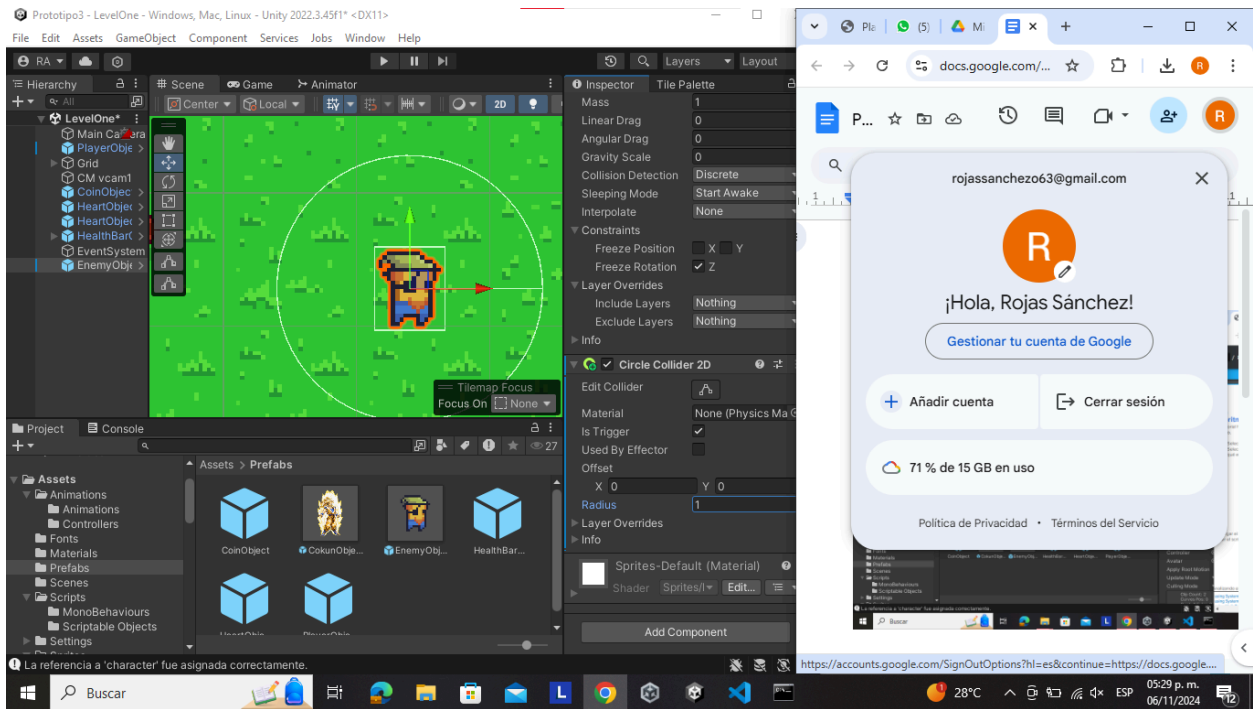 Prototipo3 - LevelOne - Windows, Mac, Linux - Unity 2022.3.45f1* <DX11>
File Edit Assets GameObject Component Services Jobs Window Help
RA
Layers
Layout
Hierarchy
All
LevelOne*
Main Camera
PlayerObje
Grid
CM vcam1
CoinObjec
HeartObjec
HeartObjec
HealthBar(
EventSystem
EnemyObje
Scene
Game
Animator
Center
Local
2D
Tilemap Focus
Focus On
None
Inspector
Tile Palette
Mass
1
Linear Drag
0
Angular Drag
0
Gravity Scale
0
Collision Detection
Discrete
Sleeping Mode
Start Awake
Interpolate
None
Constraints
Freeze Position
X
Y
Freeze Rotation
Z
Layer Overrides
Include Layers
Nothing
Exclude Layers
Nothing
Info
Circle Collider 2D
Edit Collider
Material
None (Physics Ma
Is Trigger
Used By Effector
Offset
X 0
Y 0
Radius
1
Layer Overrides
Info
Sprites-Default (Material)
Shader
Sprites/
Edit...
Add Component
Project
Console
27
Assets
Animations
Animations
Controllers
Fonts
Materials
Prefabs
Scenes
Scripts
MonoBehaviours
Scriptable Objects
Settings
Assets > Prefabs
CoinObject
CokunObje...
EnemyObj...
HealthBar...
La referencia a 'character' fue asignada correctamente.
Pla
(5)
Mi
docs.google.com/...
R
P...
R
1
rojassanchezo63@gmail.com
R
¡Hola, Rojas Sánchez!
Gestionar tu cuenta de Google
Añadir cuenta
Cerrar sesión
71 % de 15 GB en uso
Política de Privacidad • Términos del Servicio
https://accounts.google.com/SignOutOptions?hl=es&continue=https://docs.google....
Buscar
28°C
ESP
05:29 p. m.
06/11/2024
12